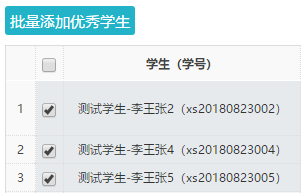 批量添加优秀学生
学生（学号）
1 测试学生-李王张2（xs20180823002）
2 测试学生-李王张4（xs20180823004）
3 测试学生-李王张5（xs20180823005）